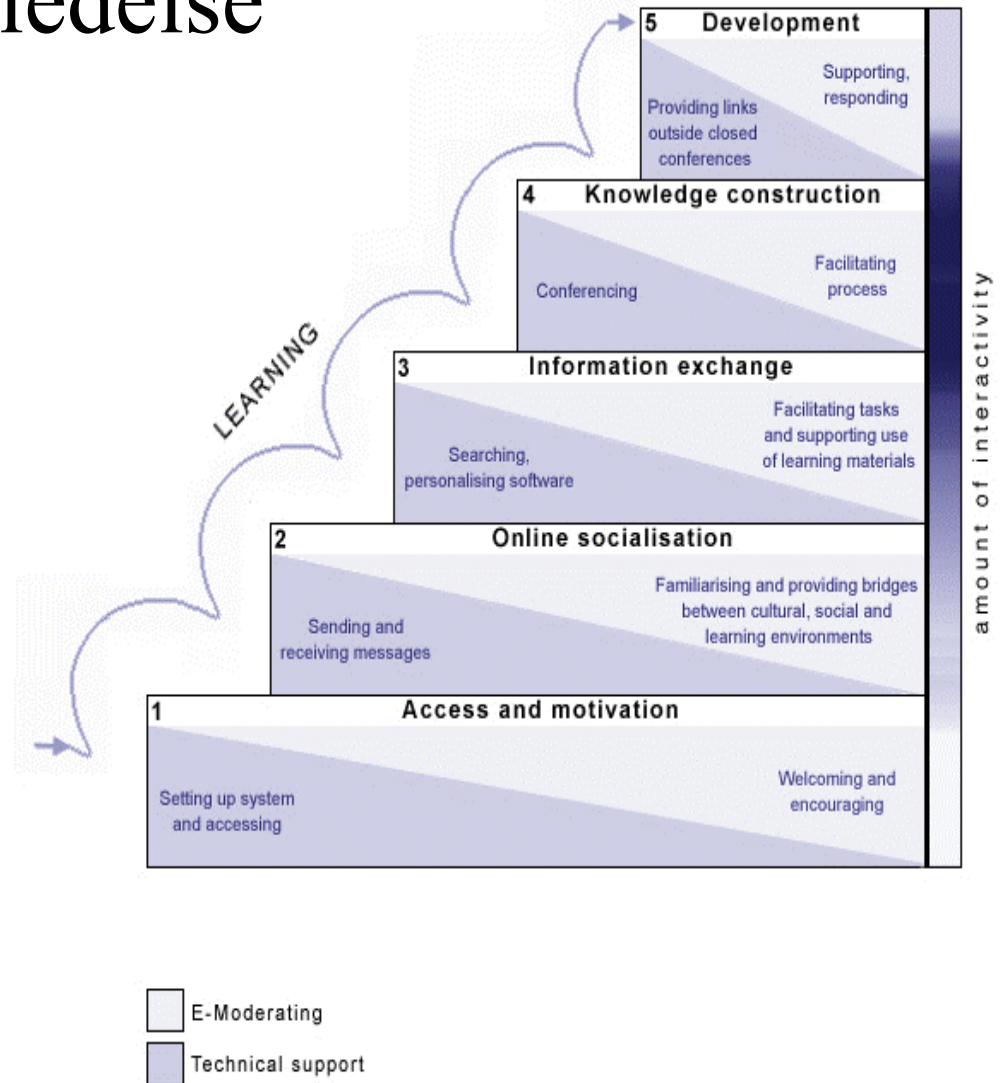 5 Development
Supporting,
responding
Providing links
outside closed
conferences
4 Knowledge construction
Facilitating
process
Conferencing
LEARNING
3 Information exchange
Facilitating tasks
and supporting use
of learning materials
Searching,
personalising software
2 Online socialisation
Familiarising and providing bridges
between cultural, social and
learning environments
Sending and
receiving messages
1 Access and motivation
Welcoming and
encouraging
Setting up system
and accessing
amount of interactivity
E-Moderating
Technical support